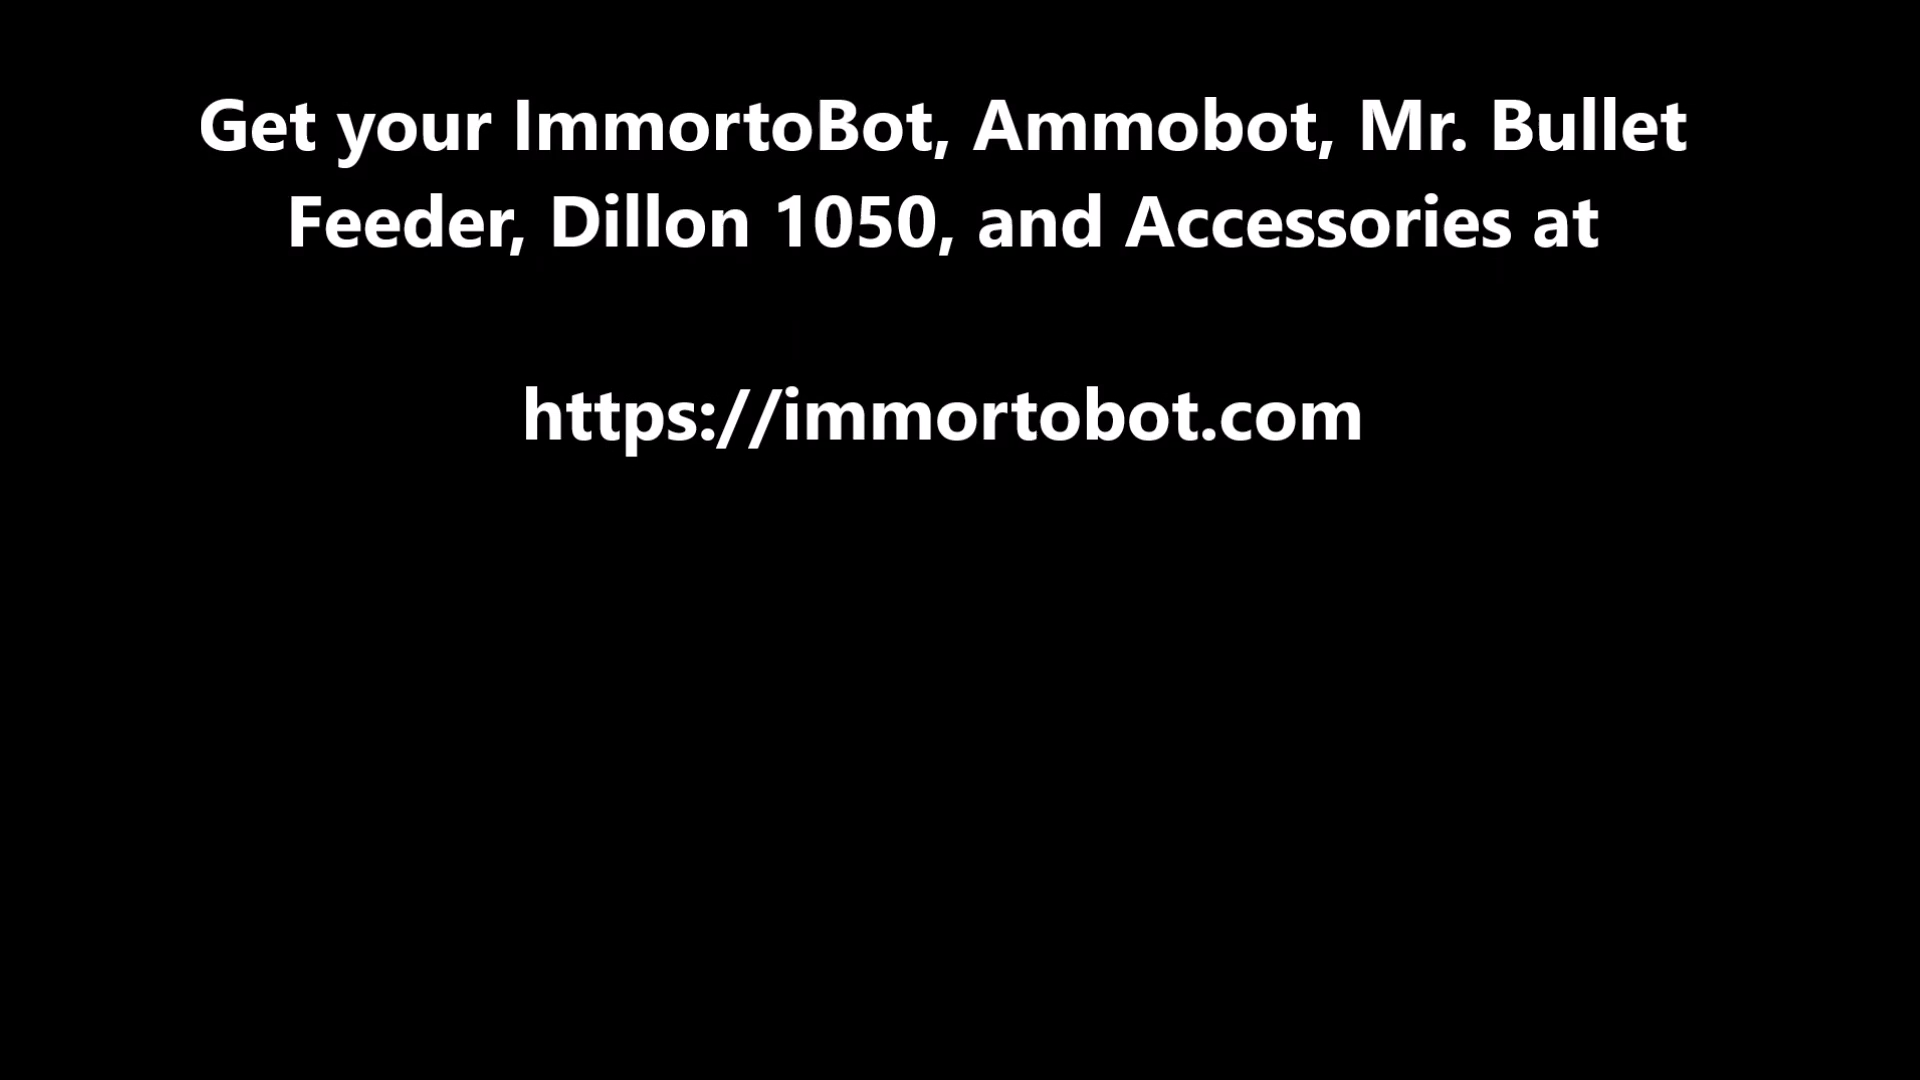 Get your ImmortoBot, Ammobot, Mr. Bullet
Feeder, Dillon 1050, and Accessories at
https://immortobot.com